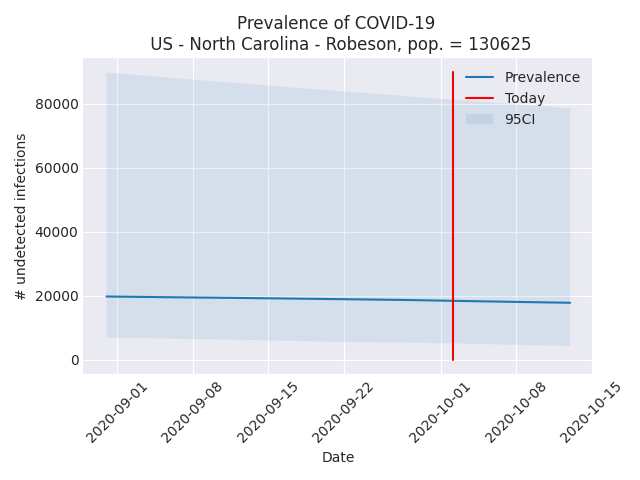 Prevalence of COVID-19
US - North Carolina - Robeson, pop. = 130625
Prevalence
Today
95CI
80000
60000
40000
20000
0
# undetected infections
2020-09-01
2020-09-08
2020-09-15
2020-09-22
2020-10-01
2020-10-08
2020-10-15
Date